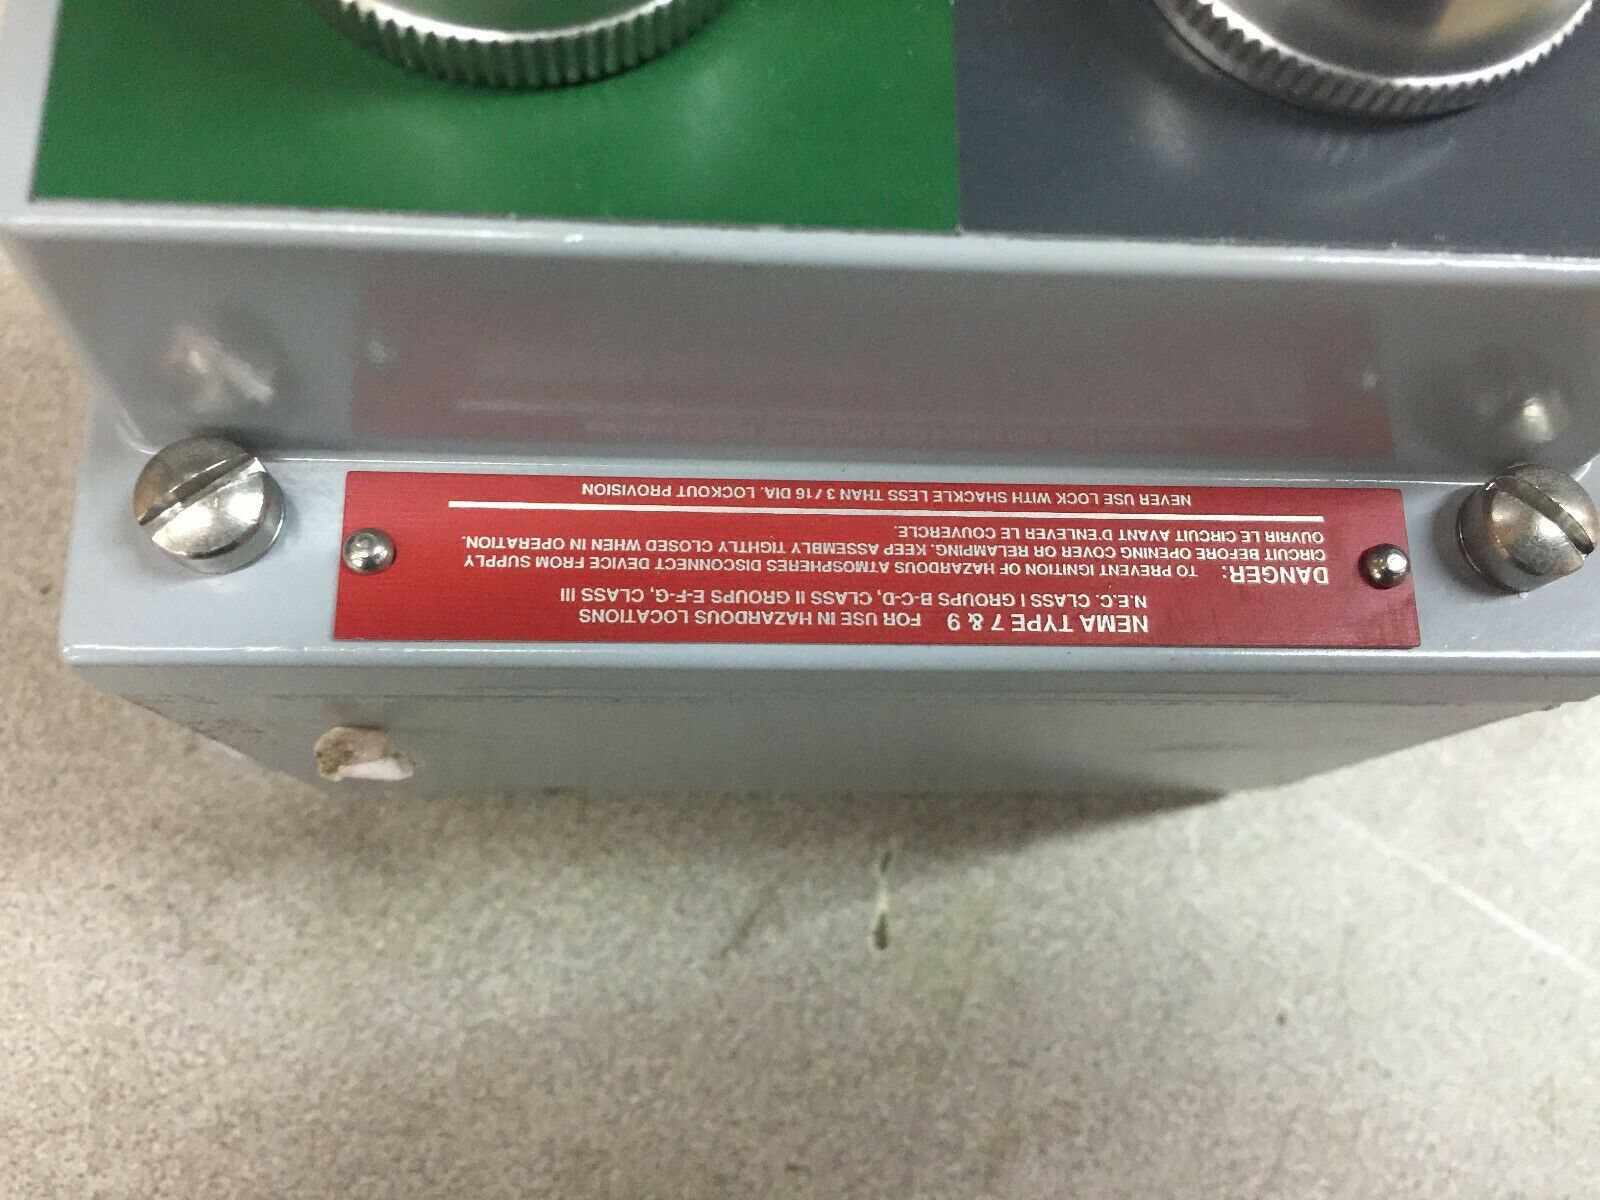 NEMA TYPE 7 & 9 FOR USE IN HAZARDOUS LOCATIONS
N.E.C. CLASS I GROUPS B-C-D, CLASS II GROUPS E-F-G, CLASS III
DANGER: TO PREVENT IGNITION OF HAZARDOUS ATMOSPHERES DISCONNECT DEVICE FROM SUPPLY
CIRCUIT BEFORE OPENING COVER OR RELAMPING. KEEP ASSEMBLY TIGHTLY CLOSED WHEN IN OPERATION.
OUVRIR LE CIRCUIT AVANT D'ENLEVER LE COUVERCLE.
NEVER USE LOCK WITH SHACKLE LESS THAN 3/16 DIA. LOCKOUT PROVISION